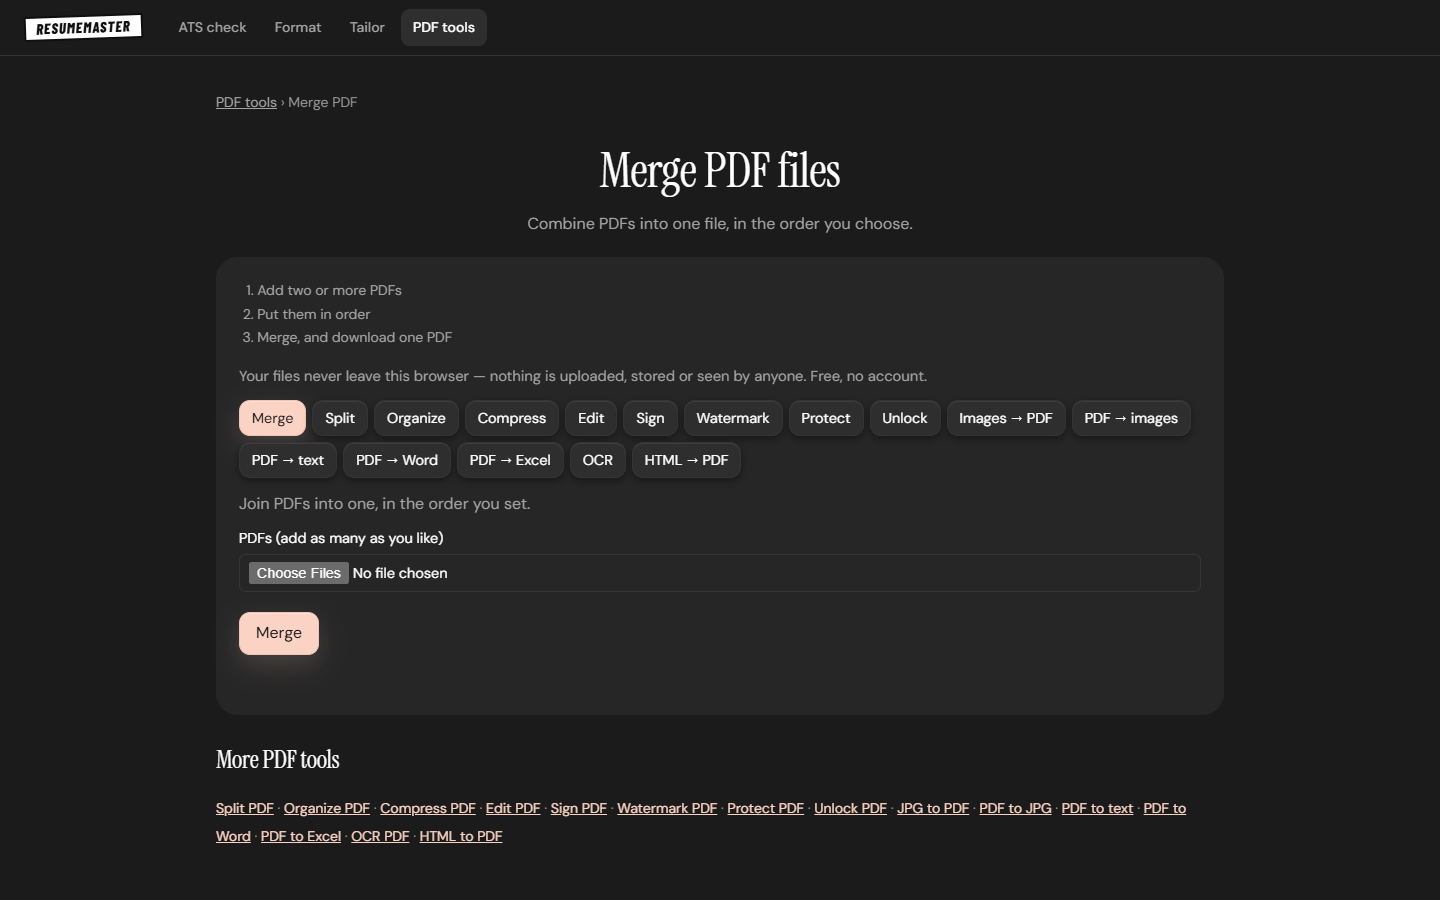 RESUMEMASTER ATS check Format Tailor PDF tools
PDF tools › Merge PDF
Merge PDF files
Combine PDFs into one file, in the order you choose.
1. Add two or more PDFs
2. Put them in order
3. Merge, and download one PDF
Your files never leave this browser — nothing is uploaded, stored or seen by anyone. Free, no account.
Merge Split Organize Compress Edit Sign Watermark Protect Unlock Images → PDF PDF → images
PDF → text PDF → Word PDF → Excel OCR HTML → PDF
Join PDFs into one, in the order you set.
PDFs (add as many as you like)
Choose Files No file chosen
Merge
More PDF tools
Split PDF · Organize PDF · Compress PDF · Edit PDF · Sign PDF · Watermark PDF · Protect PDF · Unlock PDF · JPG to PDF · PDF to JPG · PDF to text · PDF to
Word · PDF to Excel · OCR PDF · HTML to PDF